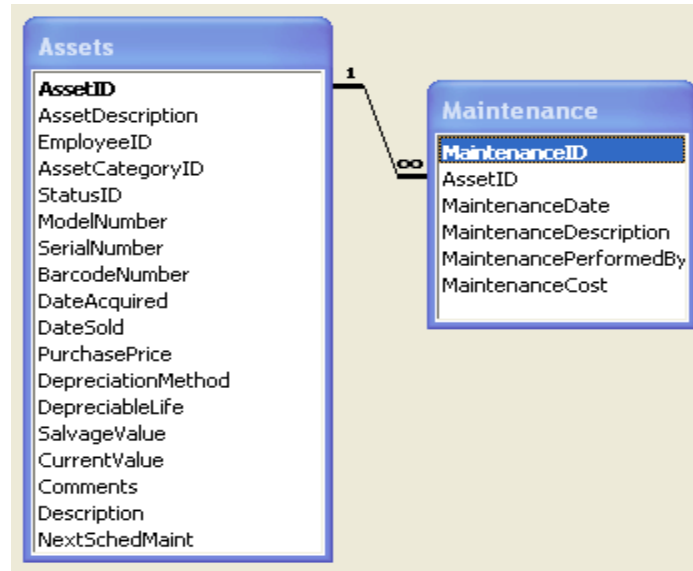 Assets
AssetID
AssetDescription
EmployeeID
AssetCategoryID
StatusID
ModelNumber
SerialNumber
BarcodeNumber
DateAcquired
DateSold
PurchasePrice
DepreciationMethod
DepreciableLife
SalvageValue
CurrentValue
Comments
Description
NextSchedMaint
1
∞
Maintenance
MaintenanceID
AssetID
MaintenanceDate
MaintenanceDescription
MaintenancePerformedBy
MaintenanceCost